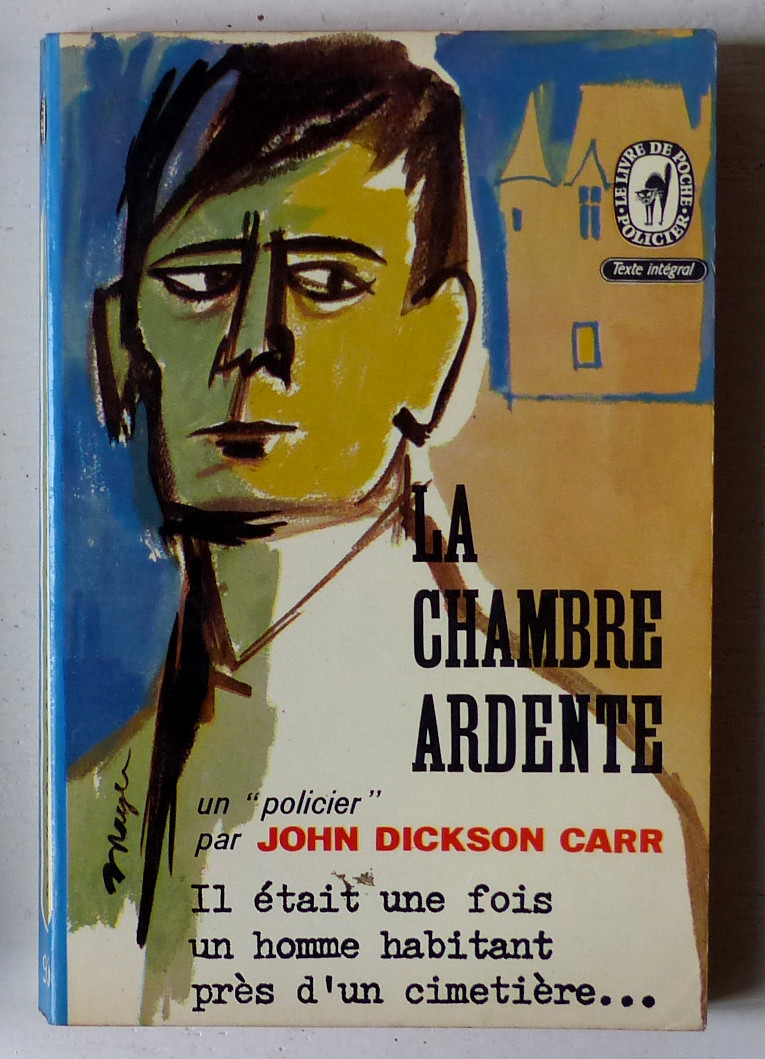 • LE LIVRE DE POCHE • POLICIER
Texte intégral
LA
CHAMBRE
ARDENTE
un "policier"
par JOHN DICKSON CARR
Il était une fois
un homme habitant
près d'un cimetière...